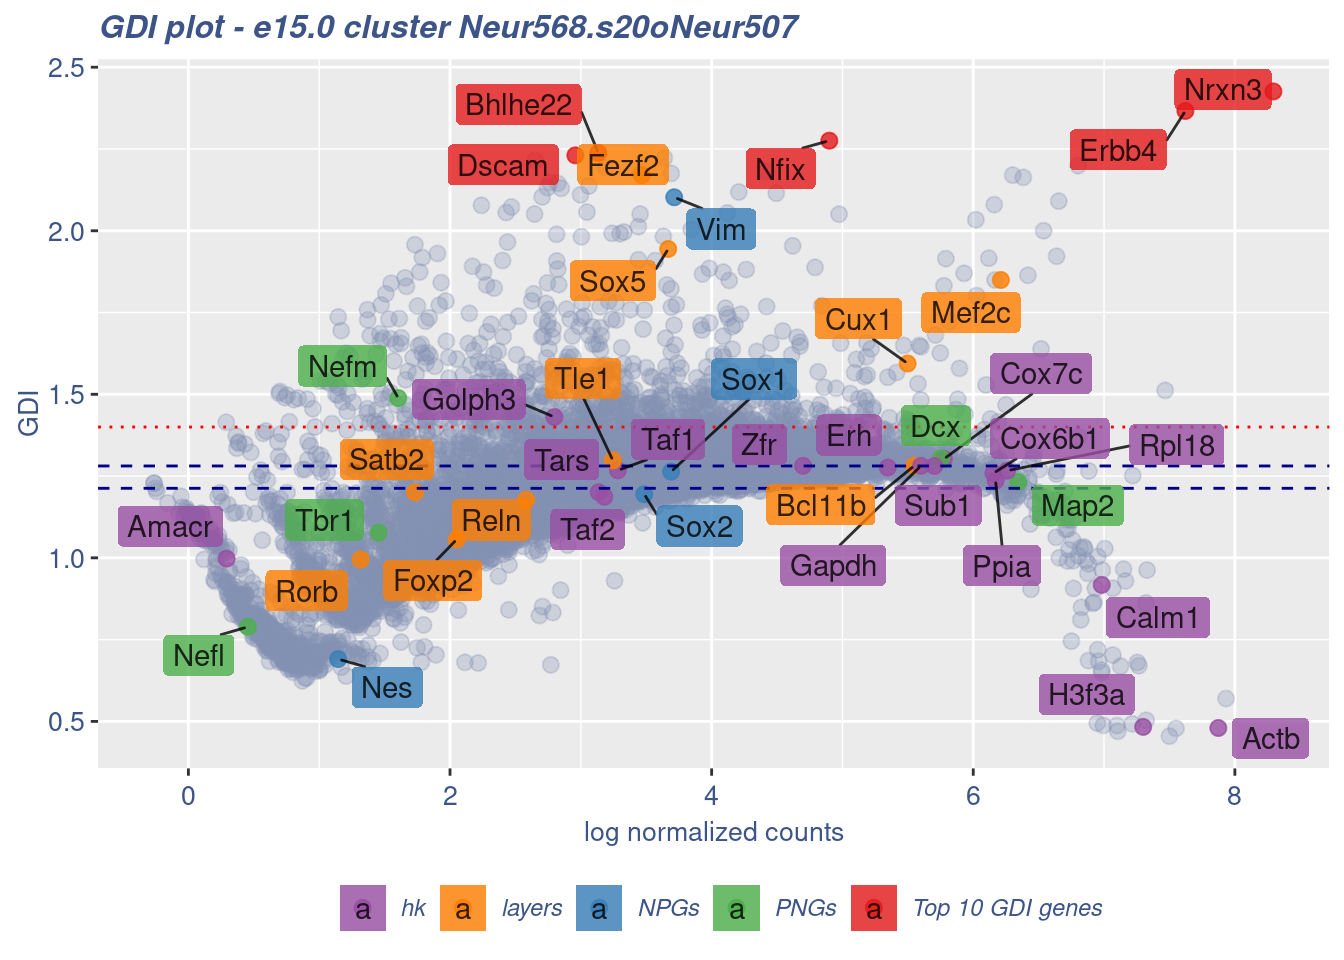 GDI plot - e15.0 cluster Neur568.s20oNeur507
2.5
2.0
1.5
1.0
0.5
GDI
Bhlhe22
Nrxn3
Dscam
Fezf2
Nfix
Erbb4
Vim
Sox5
Cux1
Mef2c
Nefm
Golph3
Tle1
Sox1
Cox7c
Satb2
Tars
Taf1
Zfr
Erh
Dcx
Cox6b1
Rpl18
Amacr
Tbr1
Reln
Taf2
Sox2
Bcl11b
Sub1
Map2
Rorb
Foxp2
Gapdh
Ppia
Calm1
Nefl
Nes
H3f3a
Actb
0
2
4
6
8
log normalized counts
a hk a layers a NPGs a PNGs a Top 10 GDI genes